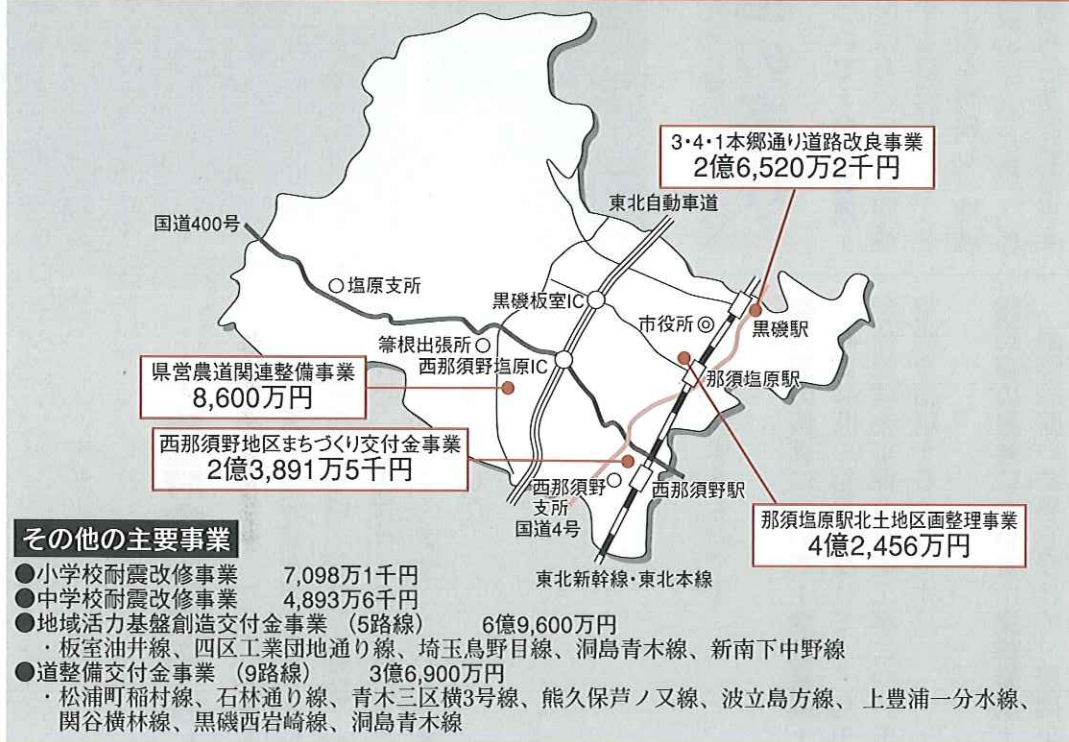 3・4・1本郷通り道路改良事業
2億6,520万2千円
東北自動車道
国道400号
塩原支所
黒磯板室IC
市役所
黒磯駅
箒根出張所
西那須野塩原IC
那須塩原駅
県営農道関連整備事業
8,600万円
西那須野地区まちづくり交付金事業
2億3,891万5千円
西那須野
支所
西那須野駅
国道4号
那須塩原駅北土地区画整理事業
4億2,456万円
東北新幹線・東北本線
その他の主要事業
●小学校耐震改修事業 7,098万1千円
●中学校耐震改修事業 4,893万6千円
●地域活力基盤創造交付金事業 (5路線) 6億9,600万円
・板室油井線、四区工業団地通り線、埼玉鳥野目線、洞島青木線、新南下中野線
●道整備交付金事業 (9路線) 3億6,900万円
・松浦町稲村線、石林通り線、青木三区横3号線、熊久保芦ノ又線、波立島方線、上豊浦一分水線、
関谷横林線、黒磯西岩崎線、洞島青木線